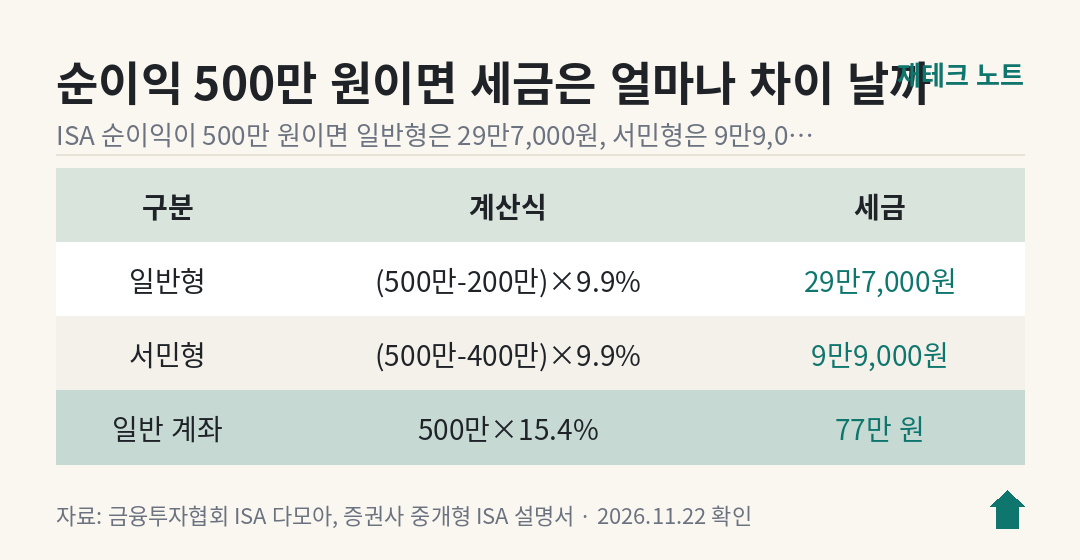 순이익 500만 원이면 세금은 얼마나 차이 날까
재테크 노트
ISA 순이익이 500만 원이면 일반형은 29만7,000원, 서민형은 9만9,0…
구분 계산식 세금
일반형 (500만-200만)×9.9% 29만7,000원
서민형 (500만-400만)×9.9% 9만9,000원
일반 계좌 500만×15.4% 77만 원
자료: 금융투자협회 ISA 다모아, 증권사 중개형 ISA 설명서 · 2026.11.22 확인